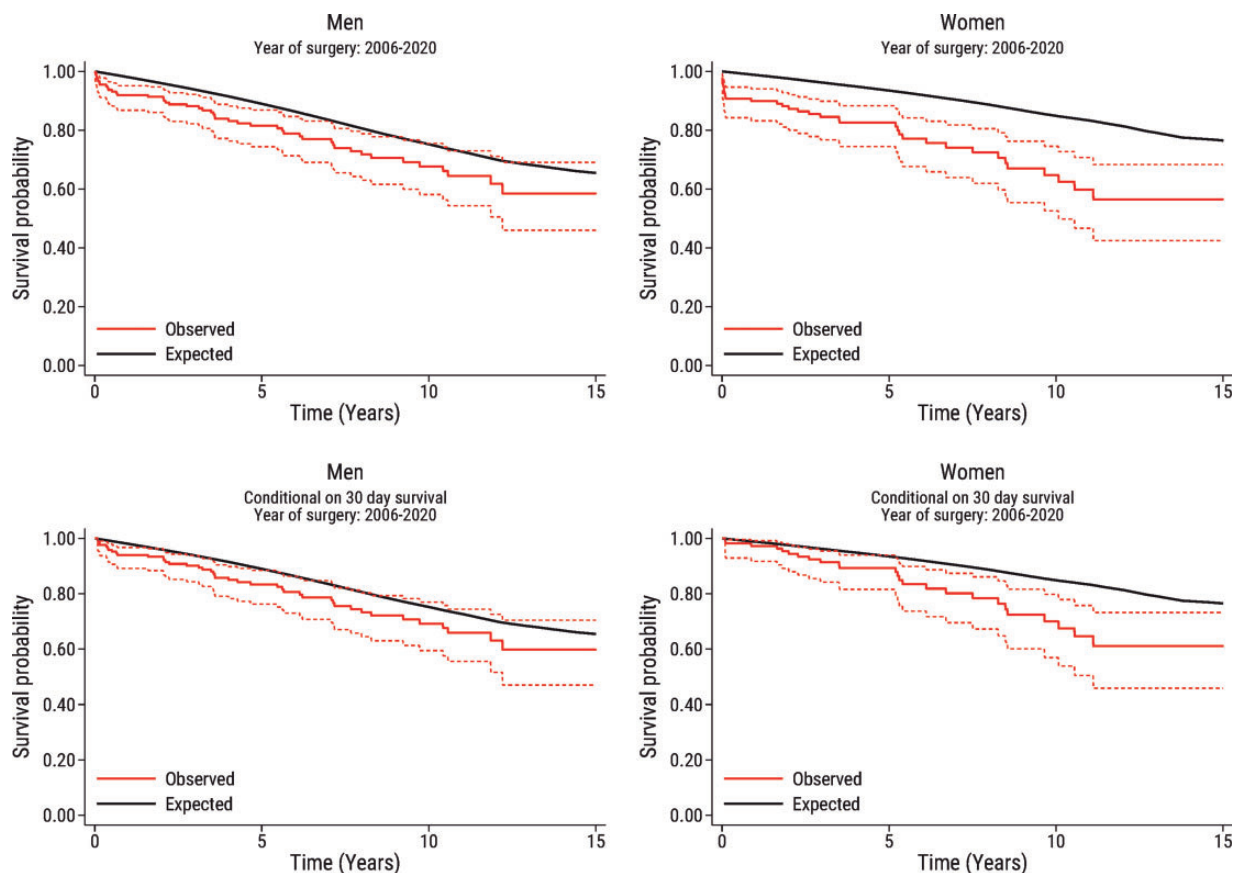 Men
Year of surgery: 2006-2020
Survival probability
1.00
0.80
0.60
0.40
0.20
0.00
Observed
Expected
0 5 10 15
Time (Years)
Women
Year of surgery: 2006-2020
Survival probability
1.00
0.80
0.60
0.40
0.20
0.00
Observed
Expected
0 5 10 15
Time (Years)
Men
Conditional on 30 day survival
Year of surgery: 2006-2020
Survival probability
1.00
0.80
0.60
0.40
0.20
0.00
Observed
Expected
0 5 10 15
Time (Years)
Women
Conditional on 30 day survival
Year of surgery: 2006-2020
Survival probability
1.00
0.80
0.60
0.40
0.20
0.00
Observed
Expected
0 5 10 15
Time (Years)